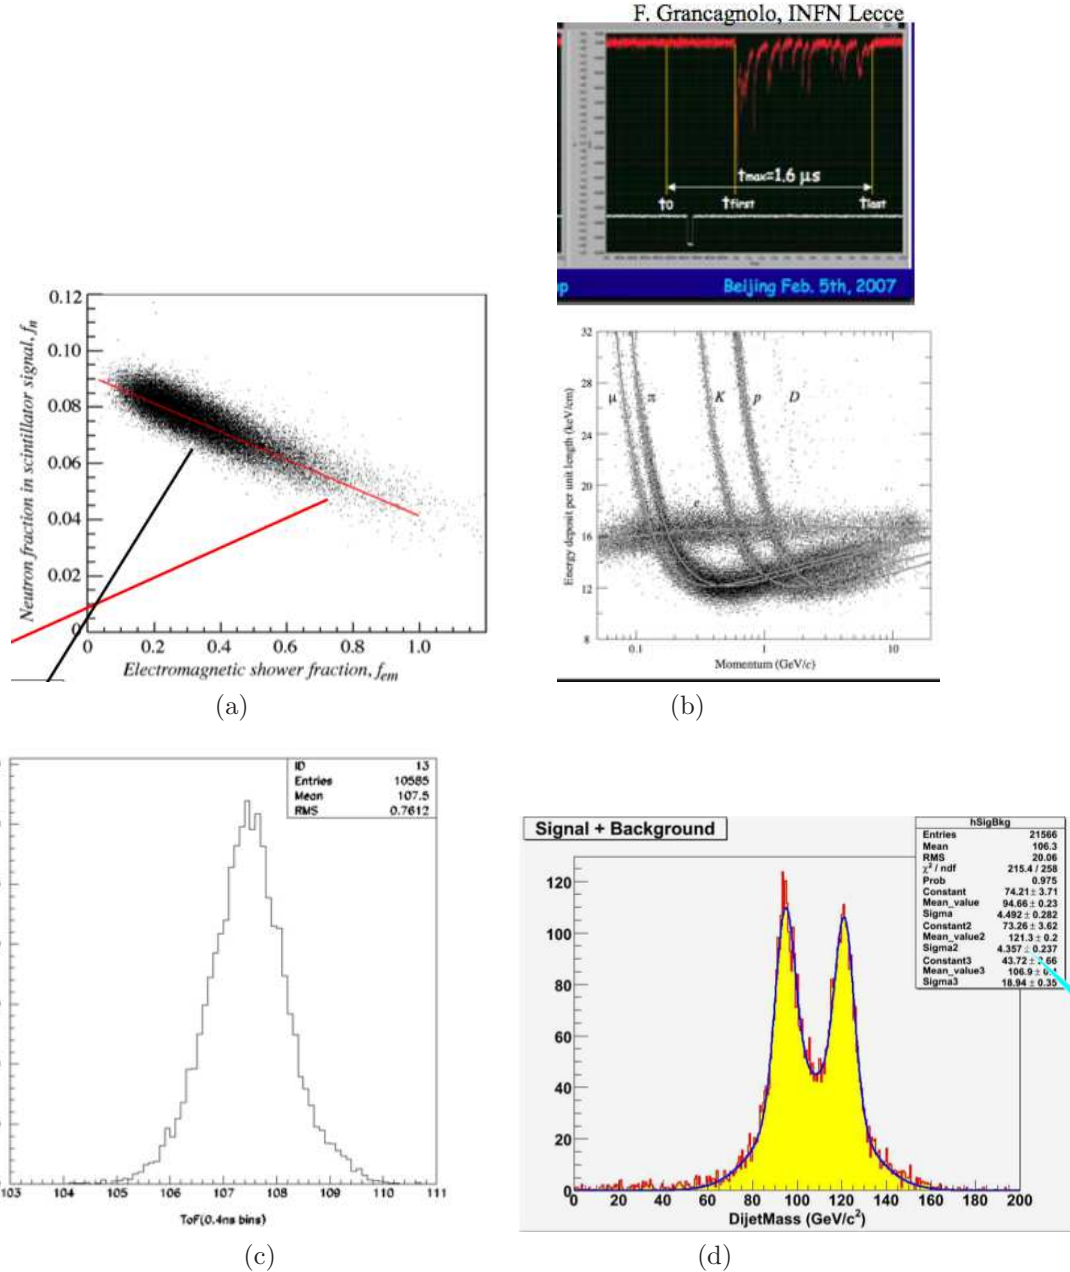 F. Grancagnolo, INFN Lecce
tmax=1.6 μs
t0
tfirst
tlast
up
Beijing Feb. 5th, 2007
0.12
0.10
0.08
0.06
0.04
0.02
0
Neutron fraction in scintillator signal, fn
0 0.2 0.4 0.6 0.8 1.0
Electromagnetic shower fraction, fem
(a)
32
28
24
20
16
12
8
Energy deposit per unit length (keV/cm)
μ π K p D
e
0.1 1 10
Momentum (GeV/c)
(b)
ID 13
Entries 10585
Mean 107.5
RMS 0.7612
103 104 105 106 107 108 109 110 111
ToF(0.4ns bins)
(c)
Signal + Background
hSigBkg
Entries 21566
Mean 106.3
RMS 20.06
χ² / ndf 215.4 / 258
Prob 0.975
Constant 74.21 ± 3.71
Mean_value 94.66 ± 0.23
Sigma 4.492 ± 0.282
Constant2 73.26 ± 3.62
Mean_value2 121.3 ± 0.2
Sigma2 4.357 ± 0.237
Constant3 43.72 ± .66
Mean_value3 106.9 ± 0.
Sigma3 18.94 ± 0.35
120
100
80
60
40
20
0
0 20 40 60 80 100 120 140 160 180 200
DijetMass (GeV/c²)
(d)